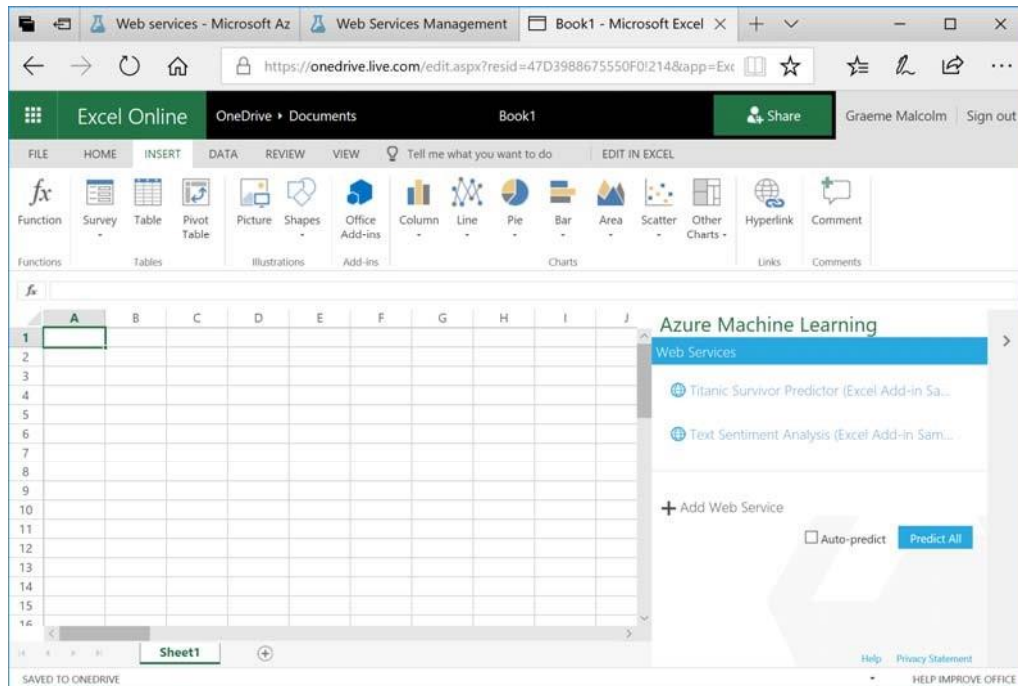 Web services - Microsoft Az
Web Services Management
Book1 - Microsoft Excel
https://onedrive.live.com/edit.aspx?resid=47D3988675550F0!214&app=Exc
Excel Online
OneDrive ▸ Documents
Book1
Share
Graeme Malcolm
Sign out
FILE HOME INSERT DATA REVIEW VIEW Tell me what you want to do EDIT IN EXCEL
Function
Survey
Table
Pivot Table
Picture
Shapes
Office Add-ins
Column
Line
Pie
Bar
Area
Scatter
Other Charts
Hyperlink
Comment
Functions Tables Illustrations Add-ins Charts Links Comments
fx
A B C D E F G H I J
1
2
3
4
5
6
7
8
9
10
11
12
13
14
15
16
Azure Machine Learning
Web Services
Titanic Survivor Predictor (Excel Add-in Sa...
Text Sentiment Analysis (Excel Add-in Sam...
Add Web Service
Auto-predict
Predict All
Help Privacy Statement
Sheet1
SAVED TO ONEDRIVE
HELP IMPROVE OFFICE